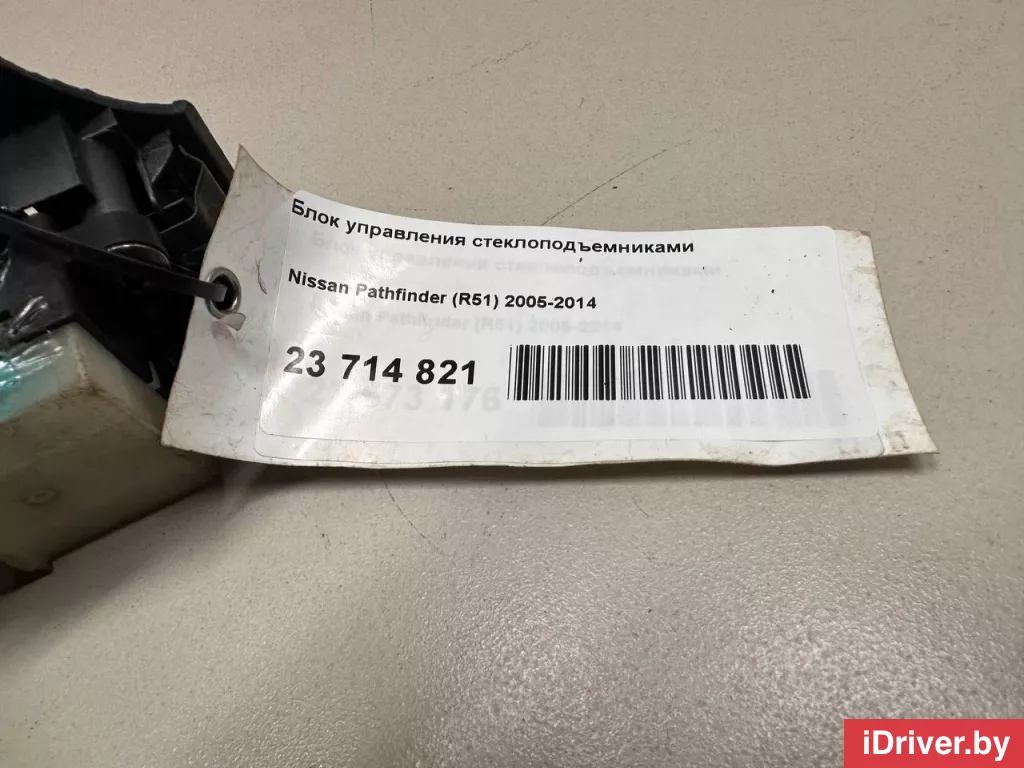 Блок управления стеклоподъемниками
Nissan Pathfinder (R51) 2005-2014
23 714 821
iDriver.by